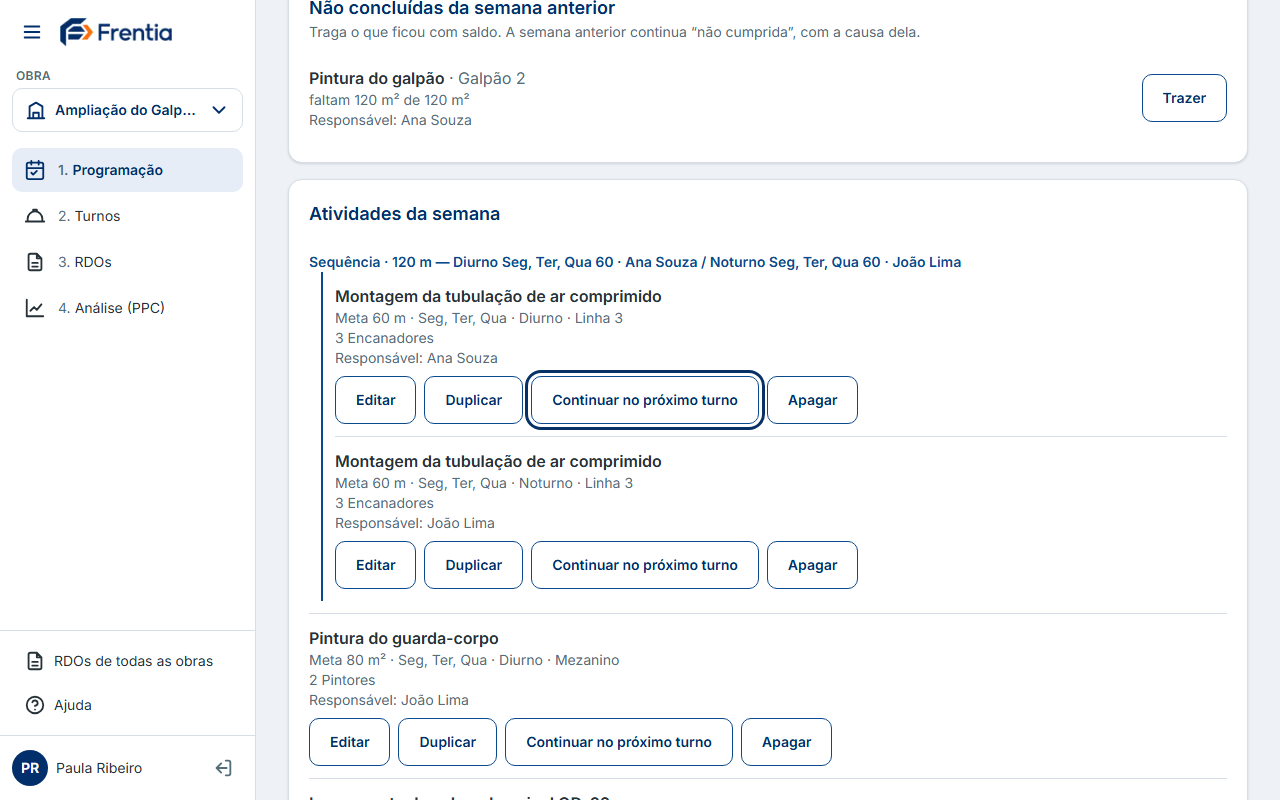 Frentia
OBRA
Ampliação do Galp...
1. Programação
2. Turnos
3. RDOs
4. Análise (PPC)
RDOs de todas as obras
Ajuda
PR
Paula Ribeiro
Não concluídas da semana anterior
Traga o que ficou com saldo. A semana anterior continua “não cumprida”, com a causa dela.
Pintura do galpão · Galpão 2
faltam 120 m² de 120 m²
Responsável: Ana Souza
Trazer
Atividades da semana
Sequência · 120 m — Diurno Seg, Ter, Qua 60 · Ana Souza / Noturno Seg, Ter, Qua 60 · João Lima
Montagem da tubulação de ar comprimido
Meta 60 m · Seg, Ter, Qua · Diurno · Linha 3
3 Encanadores
Responsável: Ana Souza
Editar Duplicar Continuar no próximo turno Apagar
Montagem da tubulação de ar comprimido
Meta 60 m · Seg, Ter, Qua · Noturno · Linha 3
3 Encanadores
Responsável: João Lima
Editar Duplicar Continuar no próximo turno Apagar
Pintura do guarda-corpo
Meta 80 m² · Seg, Ter, Qua · Diurno · Mezanino
2 Pintores
Responsável: João Lima
Editar Duplicar Continuar no próximo turno Apagar